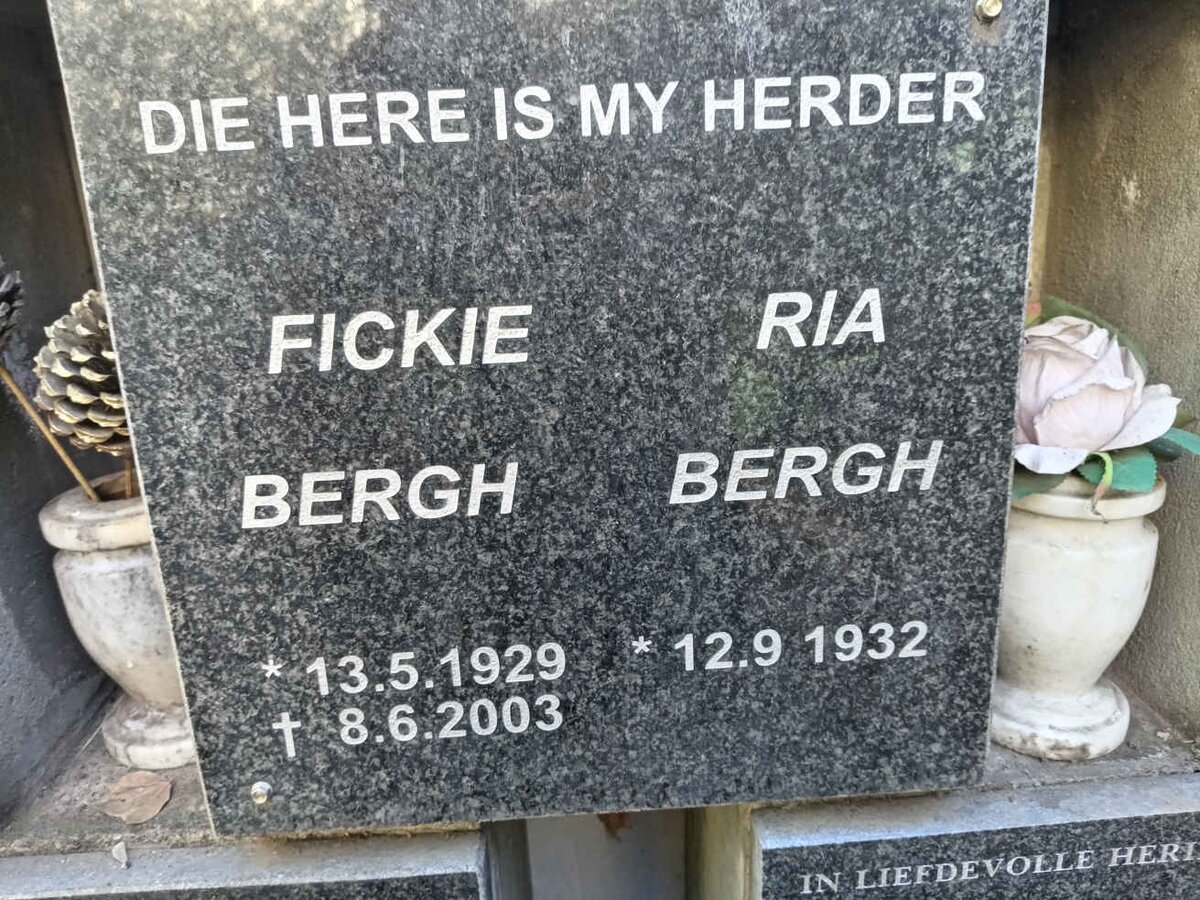 DIE HERE IS MY HERDER
FICKIE RIA
BERGH BERGH
* 13.5.1929 * 12.9 1932
† 8.6.2003
IN LIEFDEVOLLE